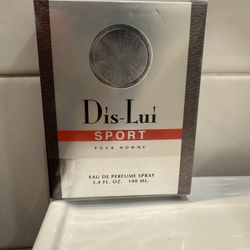 Dis-Lui
SPORT
POUR HOMME
EAU DE PERFUME SPRAY
3.4 FL. OZ. 100 ML.